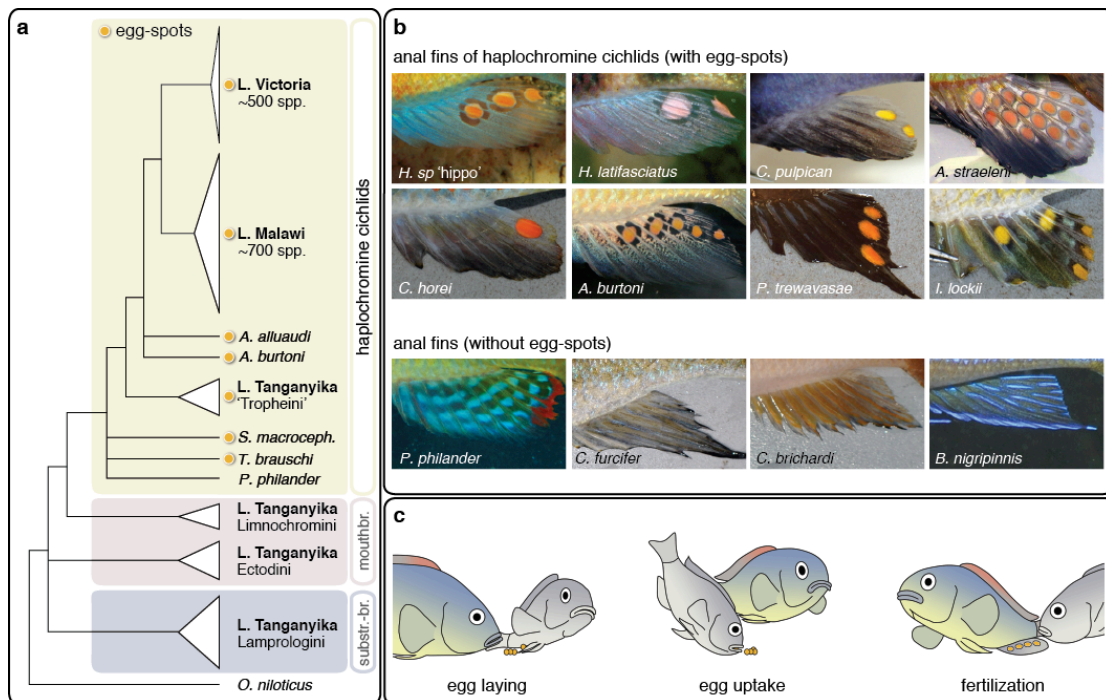 a
egg-spots
L. Victoria
~500 spp.
L. Malawi
~700 spp.
A. alluaudi
A. burtoni
L. Tanganyika
'Tropheini'
S. macroceph.
T. brauschi
P. philander
haplochromine cichlids
L. Tanganyika
Limnochromini
L. Tanganyika
Ectodini
mouthbr.
L. Tanganyika
Lamprologini
substr.-br.
O. niloticus
b
anal fins of haplochromine cichlids (with egg-spots)
H. sp 'hippo'
H. latifasciatus
C. pulpican
A. straeleni
C. horei
A. burtoni
P. trewavasae
I. lockii
anal fins (without egg-spots)
P. philander
C. furcifer
C. brichardi
B. nigripinnis
c
egg laying
egg uptake
fertilization